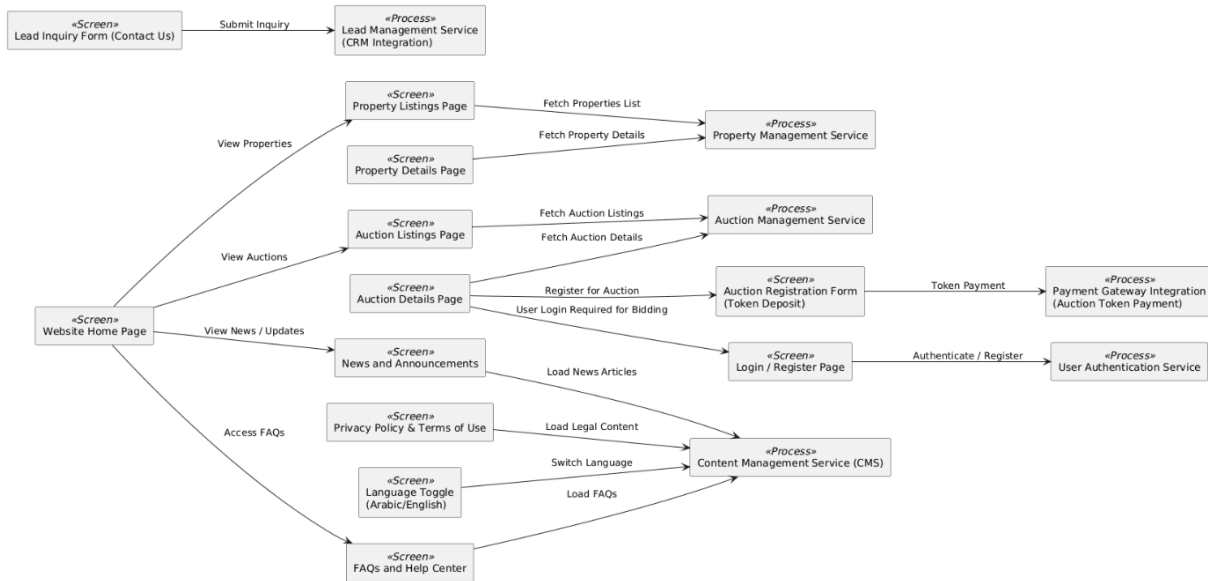 «Screen»
Lead Inquiry Form (Contact Us)
Submit Inquiry
«Process»
Lead Management Service
(CRM Integration)
«Screen»
Property Listings Page
Fetch Properties List
«Process»
Property Management Service
Fetch Property Details
View Properties
«Screen»
Property Details Page
«Screen»
Auction Listings Page
Fetch Auction Listings
«Process»
Auction Management Service
Fetch Auction Details
View Auctions
«Screen»
Auction Details Page
Register for Auction
«Screen»
Auction Registration Form
(Token Deposit)
Token Payment
«Process»
Payment Gateway Integration
(Auction Token Payment)
User Login Required for Bidding
«Screen»
Website Home Page
View News / Updates
«Screen»
News and Announcements
Load News Articles
«Screen»
Login / Register Page
Authenticate / Register
«Process»
User Authentication Service
«Screen»
Privacy Policy & Terms of Use
Load Legal Content
Access FAQs
«Process»
Content Management Service (CMS)
Switch Language
«Screen»
Language Toggle
(Arabic/English)
Load FAQs
«Screen»
FAQs and Help Center